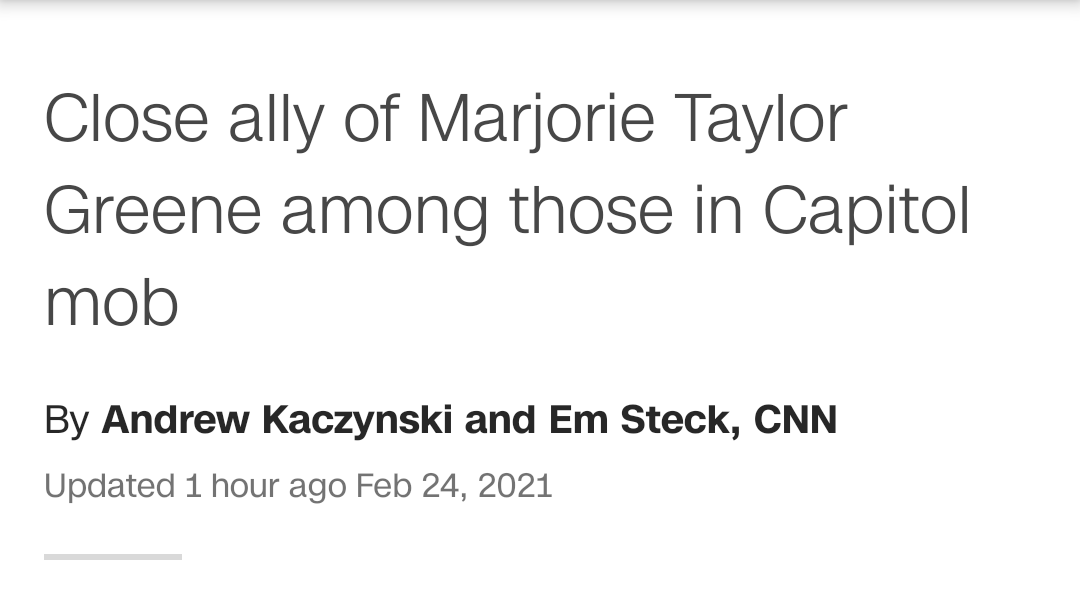 Close ally of Marjorie Taylor
Greene among those in Capitol
mob
By Andrew Kaczynski and Em Steck, CNN
Updated 1 hour ago Feb 24, 2021